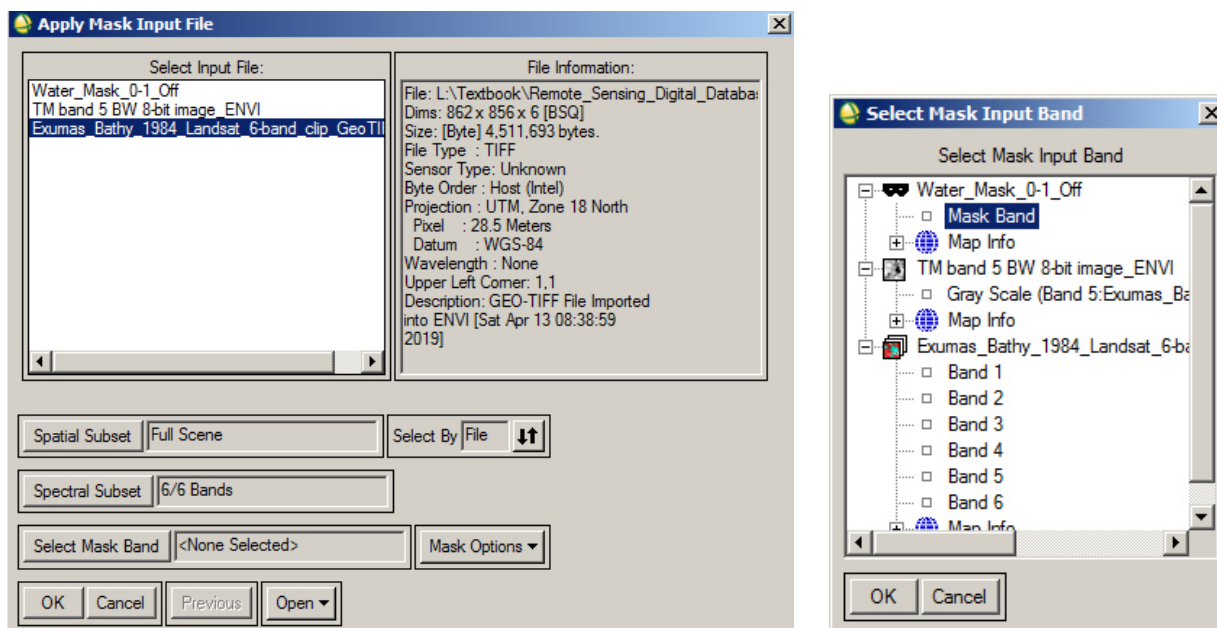 Apply Mask Input File
Select Input File:
Water_Mask_0-1_Off
TM band 5 BW 8-bit image_ENVI
Exumas_Bathy_1984_Landsat_6-band_clip_GeoTII
File Information:
File: L:\Textbook\Remote_Sensing_Digital_Databa
Dims: 862 x 856 x 6 [BSQ]
Size: [Byte] 4,511,693 bytes.
File Type : TIFF
Sensor Type: Unknown
Byte Order : Host (Intel)
Projection : UTM, Zone 18 North
Pixel : 28.5 Meters
Datum : WGS-84
Wavelength : None
Upper Left Corner: 1,1
Description: GEO-TIFF File Imported
into ENVI [Sat Apr 13 08:38:59
2019]
Spatial Subset Full Scene
Select By File
Spectral Subset 6/6 Bands
Select Mask Band <None Selected>
Mask Options
OK Cancel Previous Open
Select Mask Input Band
Select Mask Input Band
Water_Mask_0-1_Off
Mask Band
Map Info
TM band 5 BW 8-bit image_ENVI
Gray Scale (Band 5:Exumas_Ba
Map Info
Exumas_Bathy_1984_Landsat_6-ba
Band 1
Band 2
Band 3
Band 4
Band 5
Band 6
Map Info
OK Cancel